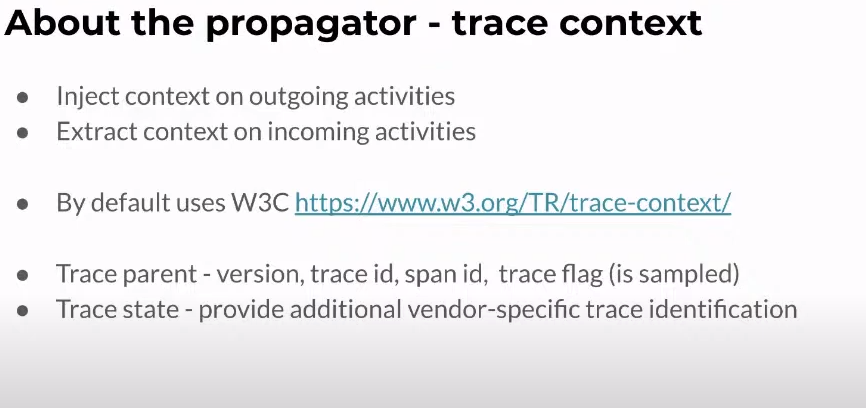 About the propagator - trace context
● Inject context on outgoing activities
● Extract context on incoming activities
● By default uses W3C https://www.w3.org/TR/trace-context/
● Trace parent - version, trace id, span id,  trace flag (is sampled)
● Trace state - provide additional vendor-specific trace identification